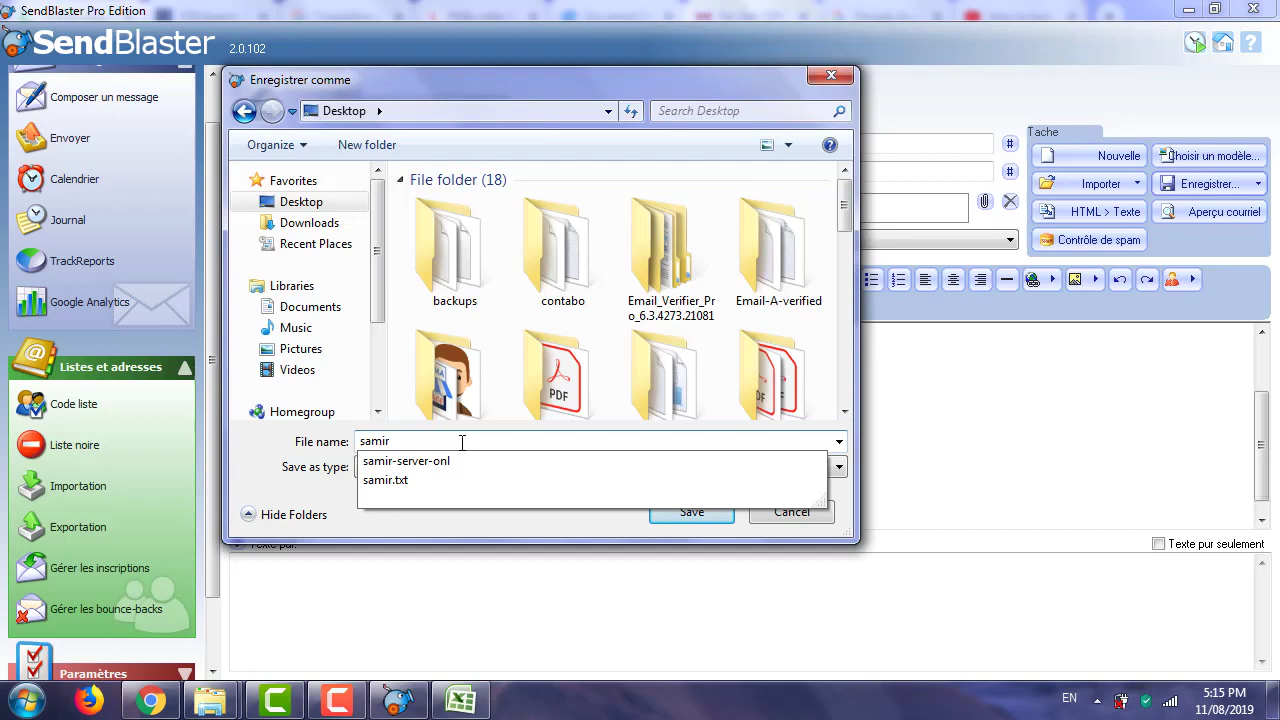 SendBlaster Pro Edition
SendBlaster 2.0.102
Composer un message
Envoyer
Calendrier
Journal
TrackReports
Google Analytics
Listes et adresses
Code liste
Liste noire
Importation
Exportation
Gérer les inscriptions
Gérer les bounce-backs
Paramètres
Enregistrer comme
Desktop
Search Desktop
Organize
New folder
Favorites
Desktop
Downloads
Recent Places
Libraries
Documents
Music
Pictures
Videos
Homegroup
File folder (18)
backups
contabo
Email_Verifier_Pr
o_6.3.4273.21081
Email-A-verified
PDF
File name: samir
samir-server-onl
samir.txt
Save as type:
Hide Folders
Save
Cancel
Tache
Nouvelle
Choisir un modèle...
Importer
Enregistrer...
HTML > Texte
Aperçu courriel
Contrôle de spam
Texte pur seulement
EN
5:15 PM
11/08/2019